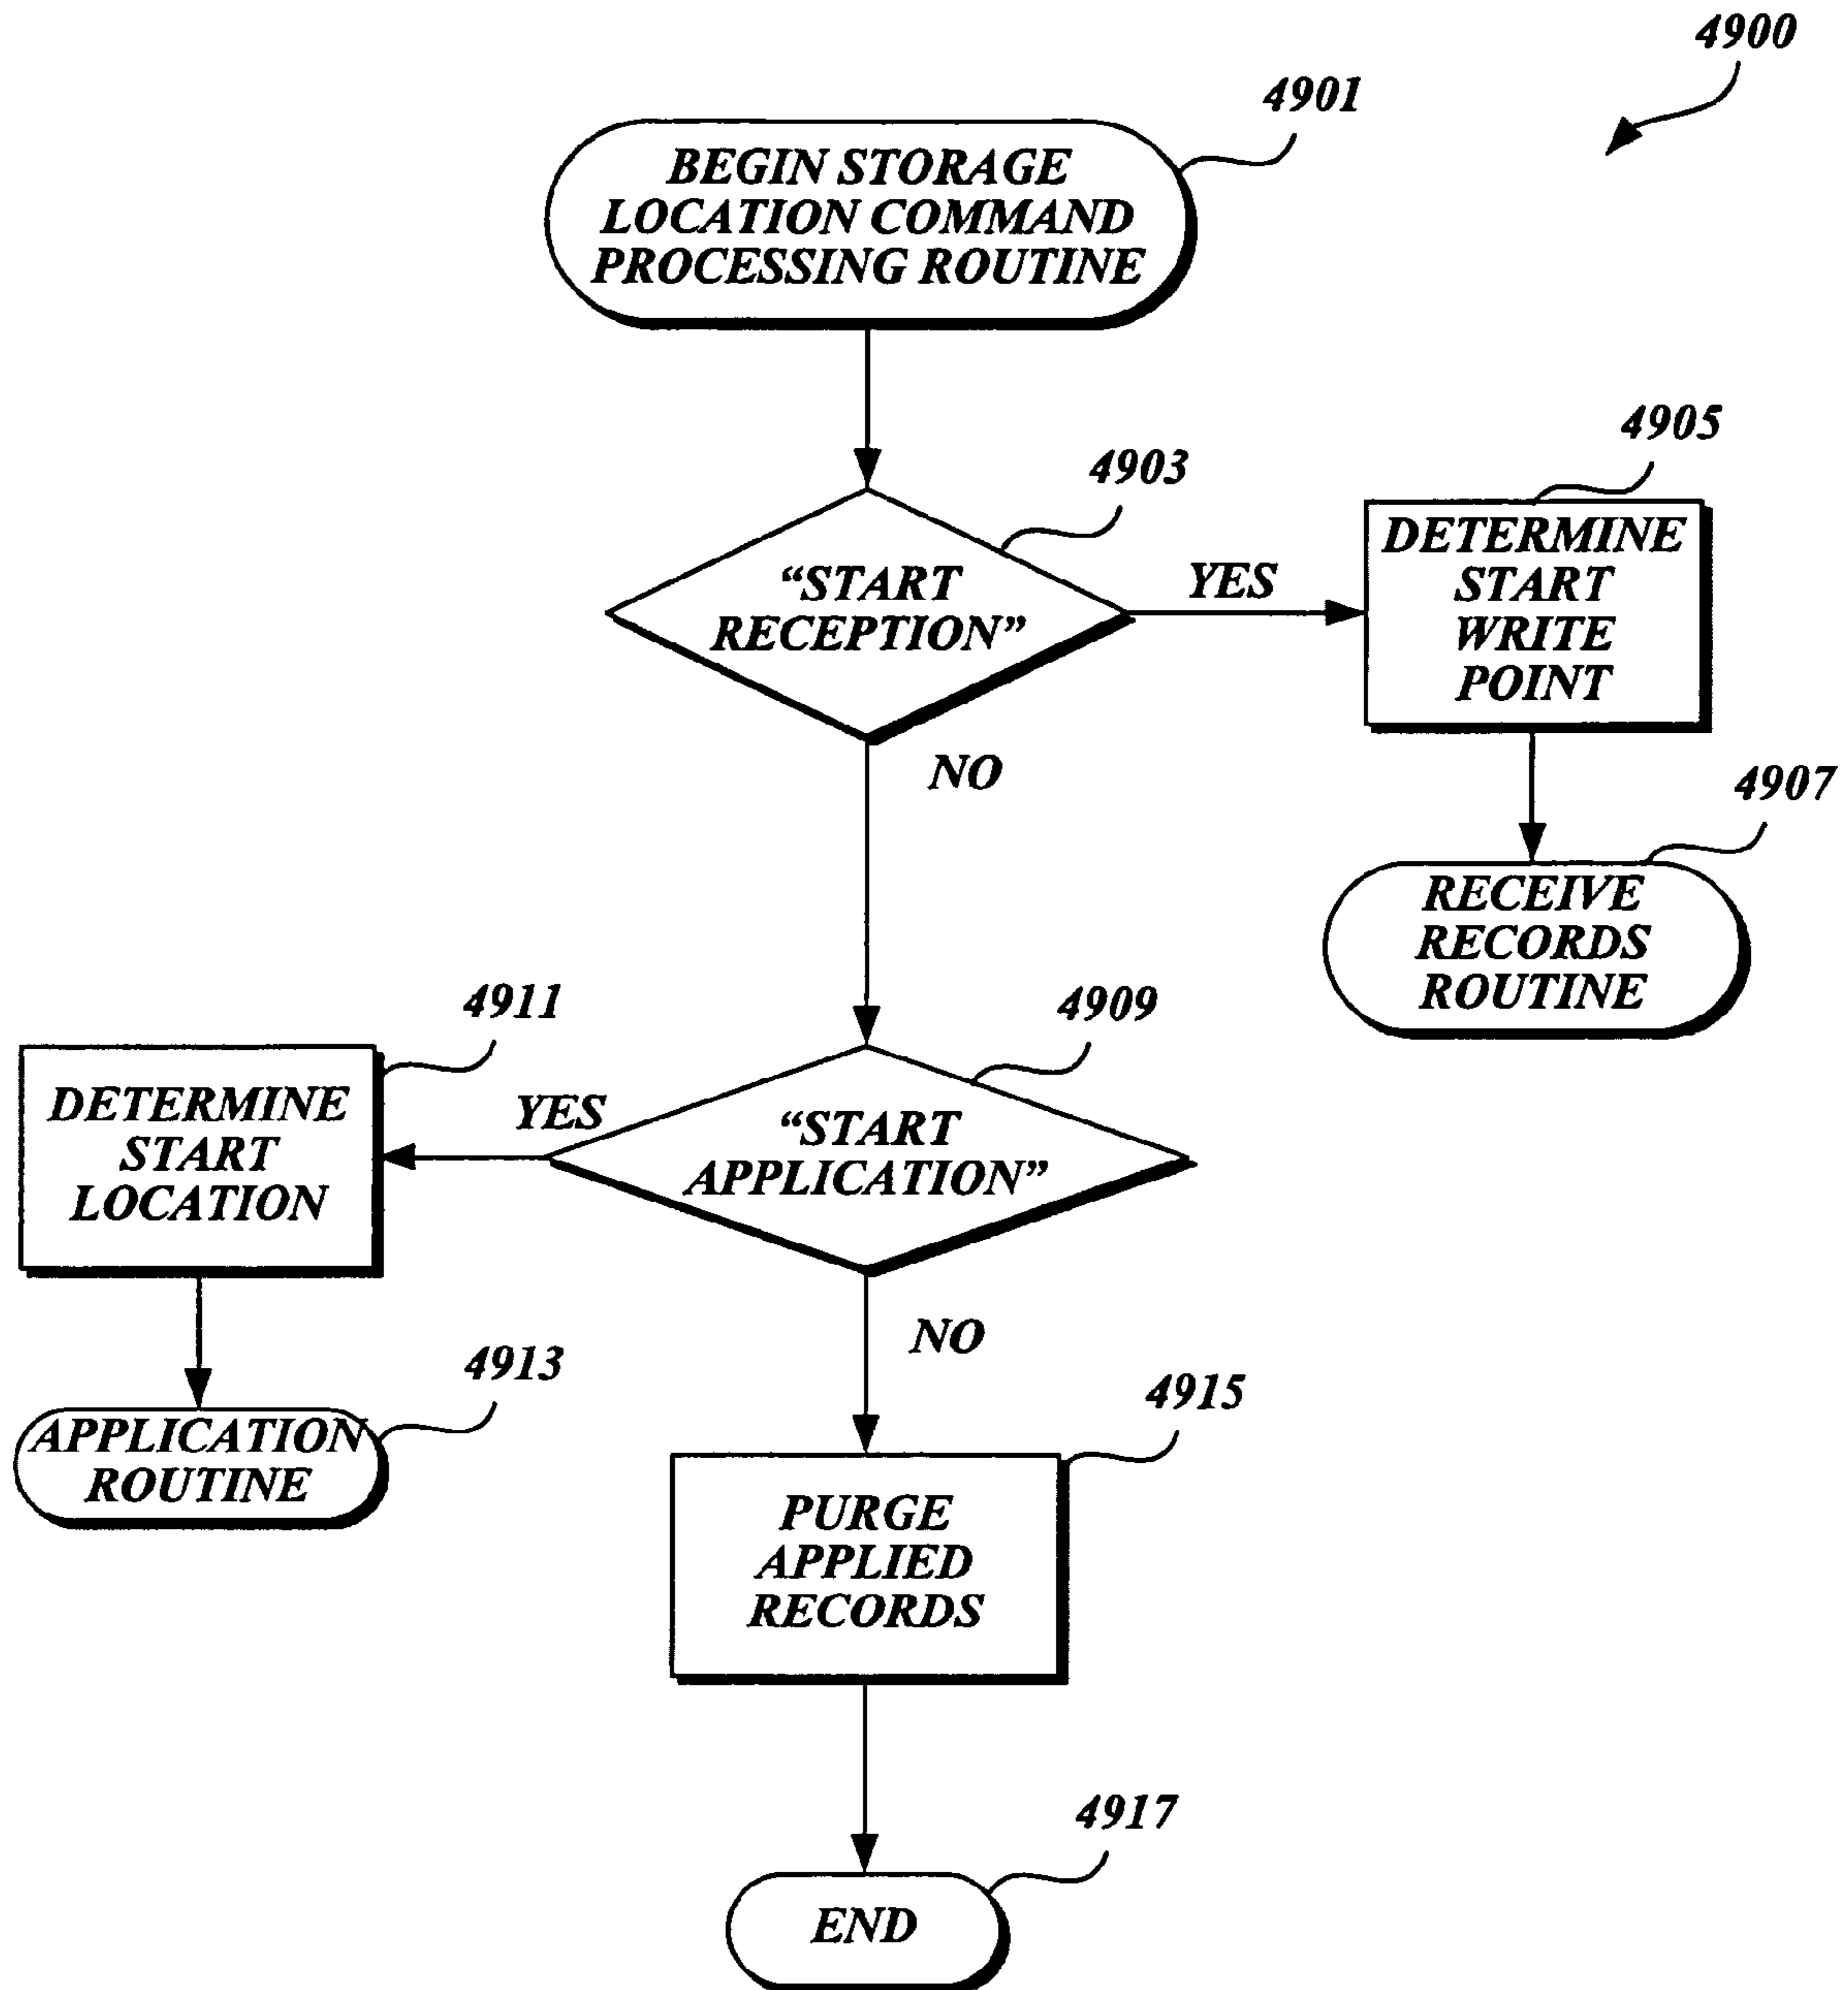 4900
4901
BEGIN STORAGE
LOCATION COMMAND
PROCESSING ROUTINE
4903
"START
RECEPTION"
YES
4905
DETERMINE
START
WRITE
POINT
NO
4907
RECEIVE
RECORDS
ROUTINE
4909
"START
APPLICATION"
YES
4911
DETERMINE
START
LOCATION
NO
4913
APPLICATION
ROUTINE
4915
PURGE
APPLIED
RECORDS
4917
END